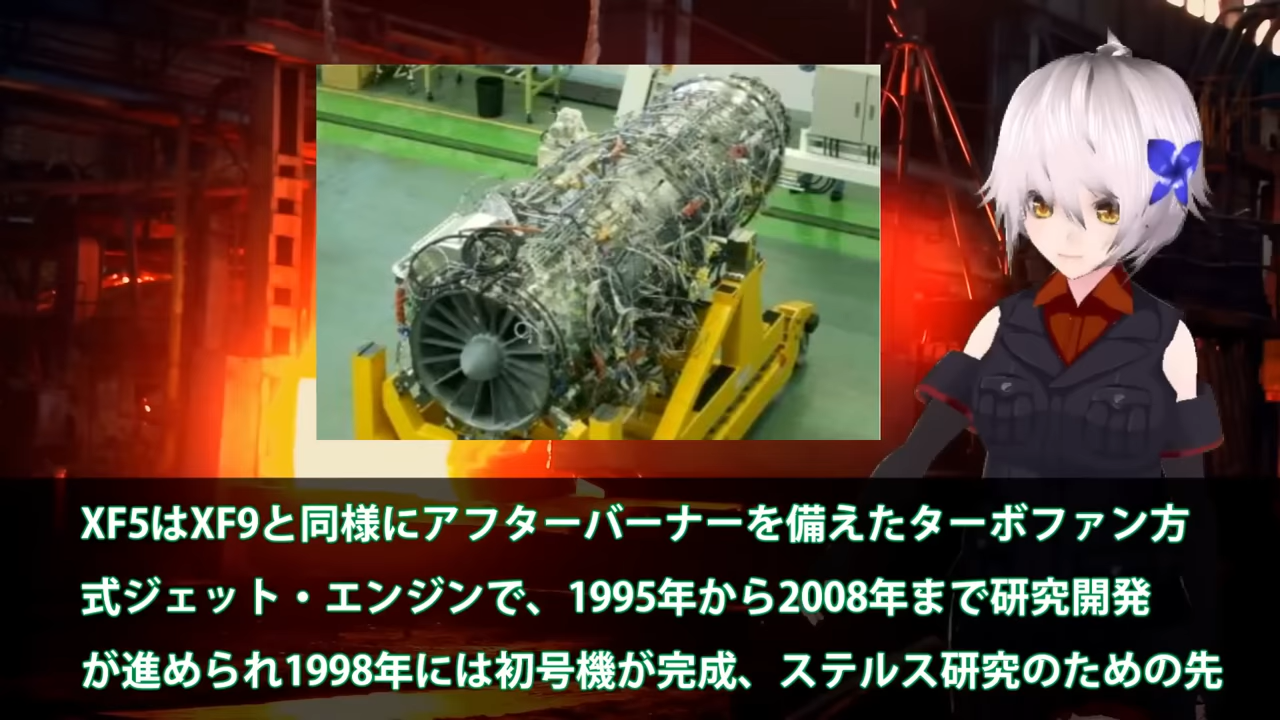 XF5はXF9と同様にアフターバーナーを備えたターボファン方
式ジェット・エンジンで、1995年から2008年まで研究開発
が進められ1998年には初号機が完成、ステルス研究のための先